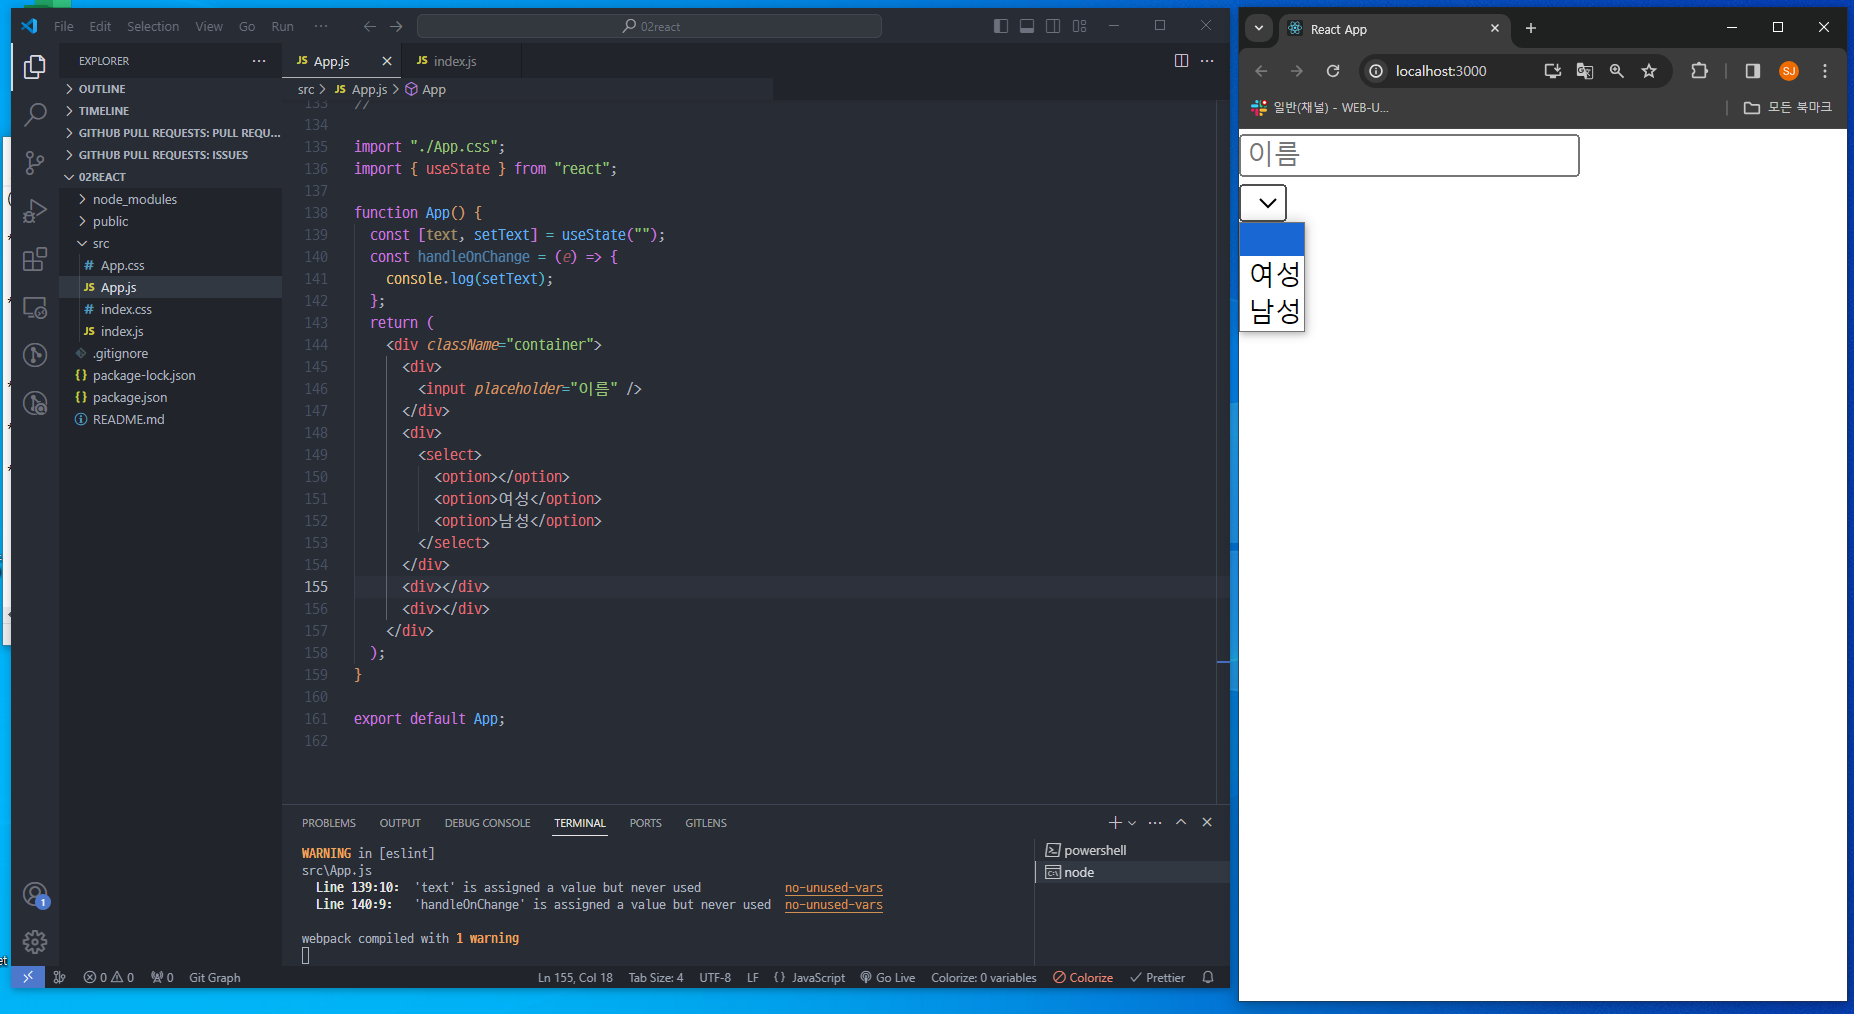 File Edit Selection View Go Run ··· 02react
EXPLORER ···
OUTLINE
TIMELINE
GITHUB PULL REQUESTS: PULL REQU...
GITHUB PULL REQUESTS: ISSUES
02REACT
node_modules
public
src
# App.css
JS App.js
# index.css
JS index.js
.gitignore
{} package-lock.json
{} package.json
README.md
1
JS App.js JS index.js ···
src > JS App.js > App
133 //
134
135 import "./App.css";
136 import { useState } from "react";
137
138 function App() {
139 const [text, setText] = useState("");
140 const handleOnChange = (e) => {
141 console.log(setText);
142 };
143 return (
144 <div className="container">
145 <div>
146 <input placeholder="이름" />
147 </div>
148 <div>
149 <select>
150 <option></option>
151 <option>여성</option>
152 <option>남성</option>
153 </select>
154 </div>
155 <div></div>
156 <div></div>
157 </div>
158 );
159 }
160
161 export default App;
162
PROBLEMS OUTPUT DEBUG CONSOLE TERMINAL PORTS GITLENS
WARNING in [eslint]
src\App.js
Line 139:10: 'text' is assigned a value but never used no-unused-vars
Line 140:9: 'handleOnChange' is assigned a value but never used no-unused-vars
webpack compiled with 1 warning
powershell
node
0 0 0 Git Graph Ln 155, Col 18 Tab Size: 4 UTF-8 LF {} JavaScript Go Live Colorize: 0 variables Colorize Prettier
React App
localhost:3000 SJ
일반(채널) - WEB-U... 모든 북마크
이름
여성
남성
et